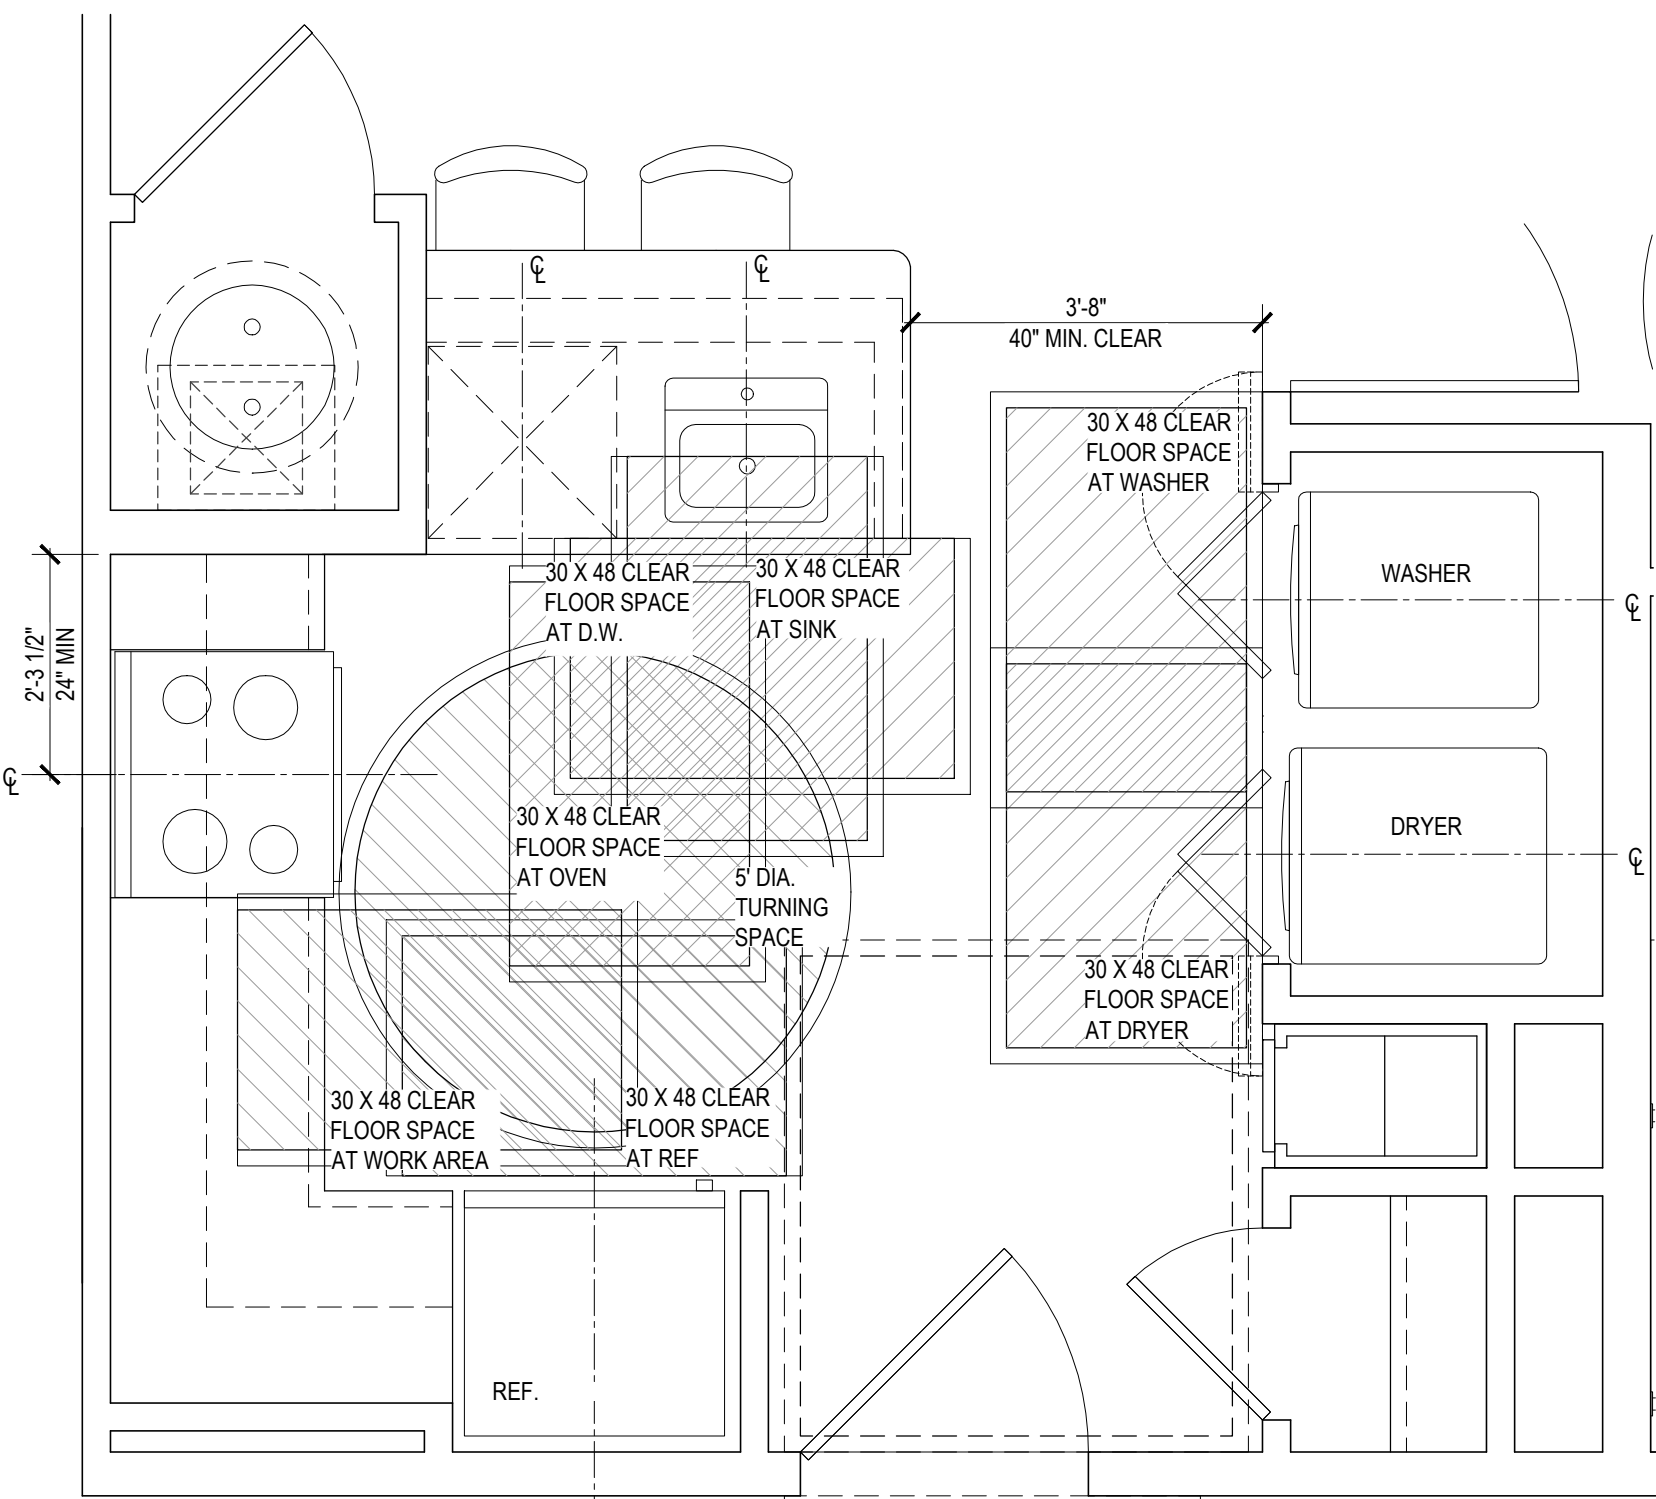 ℄
℄
3'-8"
40" MIN. CLEAR
30 X 48 CLEAR
FLOOR SPACE
AT WASHER
WASHER
℄
30 X 48 CLEAR
FLOOR SPACE
AT D.W.
30 X 48 CLEAR
FLOOR SPACE
AT SINK
2'-3 1/2"
24" MIN
℄
30 X 48 CLEAR
FLOOR SPACE
AT OVEN
5' DIA.
TURNING
SPACE
DRYER
℄
30 X 48 CLEAR
FLOOR SPACE
AT DRYER
30 X 48 CLEAR
FLOOR SPACE
AT WORK AREA
30 X 48 CLEAR
FLOOR SPACE
AT REF
REF.